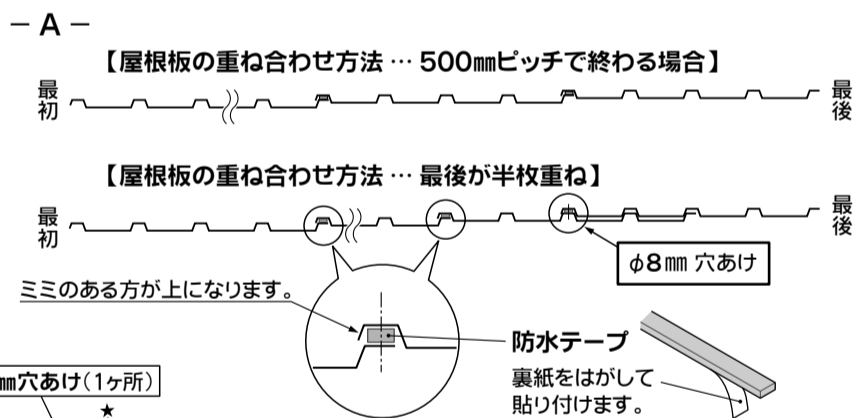 − A −
【屋根板の重ね合わせ方法 … 500㎜ピッチで終わる場合】
最初
最後
【屋根板の重ね合わせ方法 … 最後が半枚重ね】
最初
最後
φ8㎜ 穴あけ
ミミのある方が上になります。
防水テープ
裏紙をはがして
貼り付けます。
㎜穴あけ(1ヶ所)
★